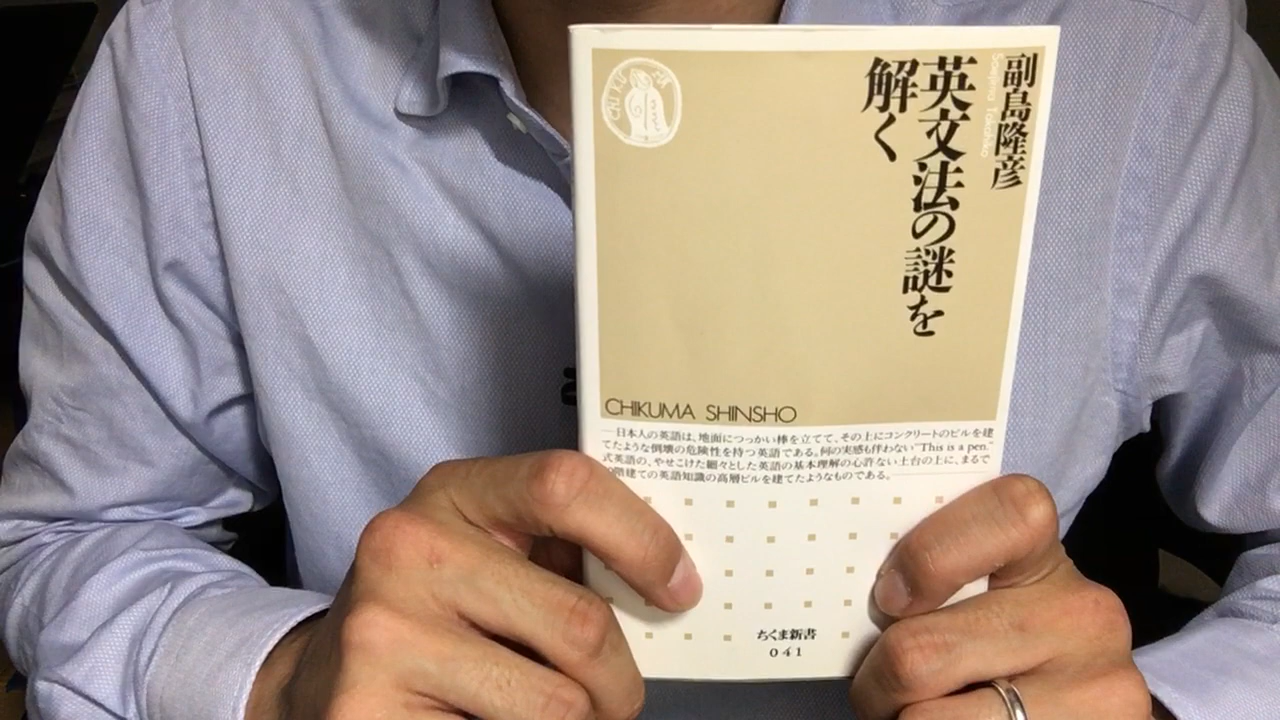 副島隆彦
Soejima Takahiko
英文法の謎を
解く
CHIKUMA SHINSHO
―日本人の英語は、地面につっかい棒を立てて、その上にコンクリートのビルを建
てたような倒壊の危険性を持つ英語である。何の実感も伴わない“This is a pen.”
式英語の、やせこけた細々とした英語の基本理解の心許ない土台の上に、まるで
階建ての英語知識の高層ビルを建てたようなものである。
ちくま新書
041